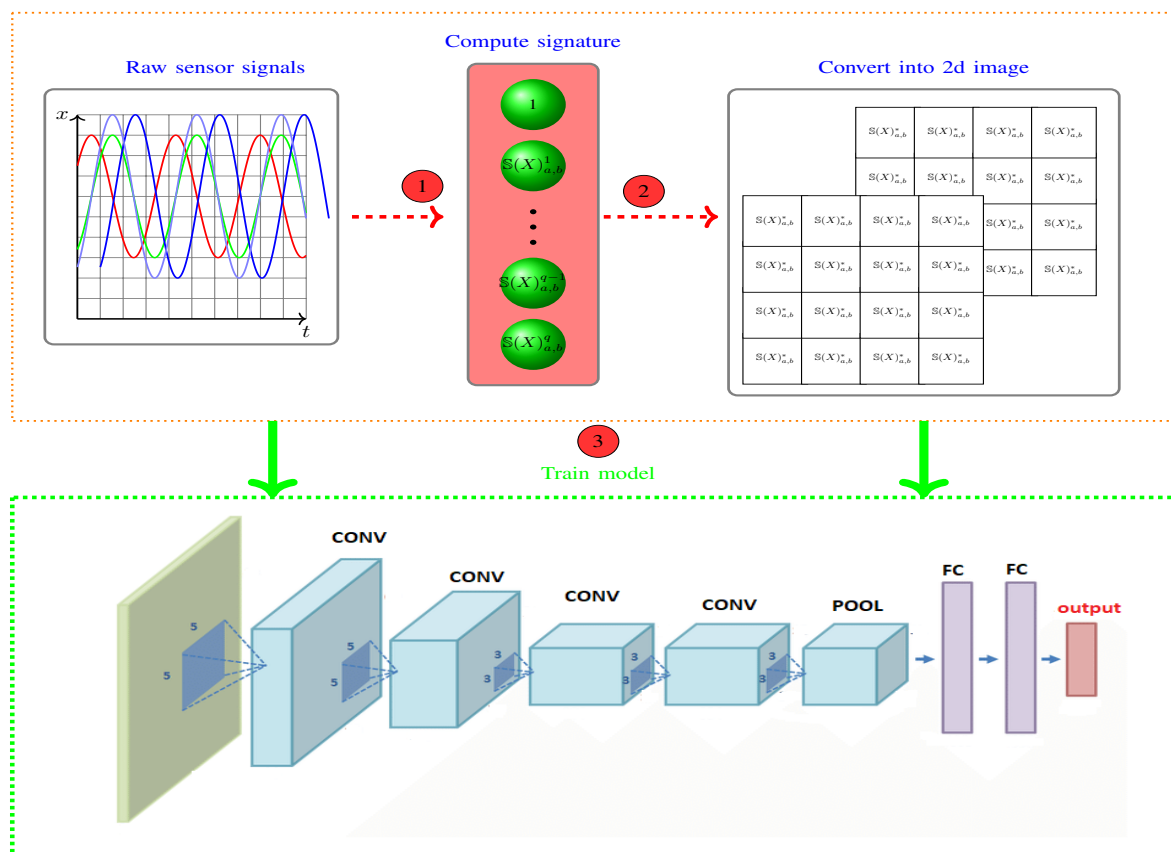 Compute signature
Raw sensor signals
Convert into 2d image
x
t
1
1
𝕊(X)¹_{a,b}
𝕊(X)^{q−1}_{a,b}
𝕊(X)^{q}_{a,b}
2
𝕊(X)*_{a,b} 𝕊(X)*_{a,b} 𝕊(X)*_{a,b} 𝕊(X)*_{a,b}
𝕊(X)*_{a,b} 𝕊(X)*_{a,b} 𝕊(X)*_{a,b} 𝕊(X)*_{a,b}
𝕊(X)*_{a,b} 𝕊(X)*_{a,b}
𝕊(X)*_{a,b} 𝕊(X)*_{a,b}
𝕊(X)*_{a,b} 𝕊(X)*_{a,b} 𝕊(X)*_{a,b} 𝕊(X)*_{a,b}
𝕊(X)*_{a,b} 𝕊(X)*_{a,b} 𝕊(X)*_{a,b} 𝕊(X)*_{a,b}
𝕊(X)*_{a,b} 𝕊(X)*_{a,b} 𝕊(X)*_{a,b} 𝕊(X)*_{a,b}
𝕊(X)*_{a,b} 𝕊(X)*_{a,b} 𝕊(X)*_{a,b} 𝕊(X)*_{a,b}
3
Train model
CONV
CONV
CONV
CONV
POOL
FC
FC
output
5
5
5
5
3
3
3
3
3
3